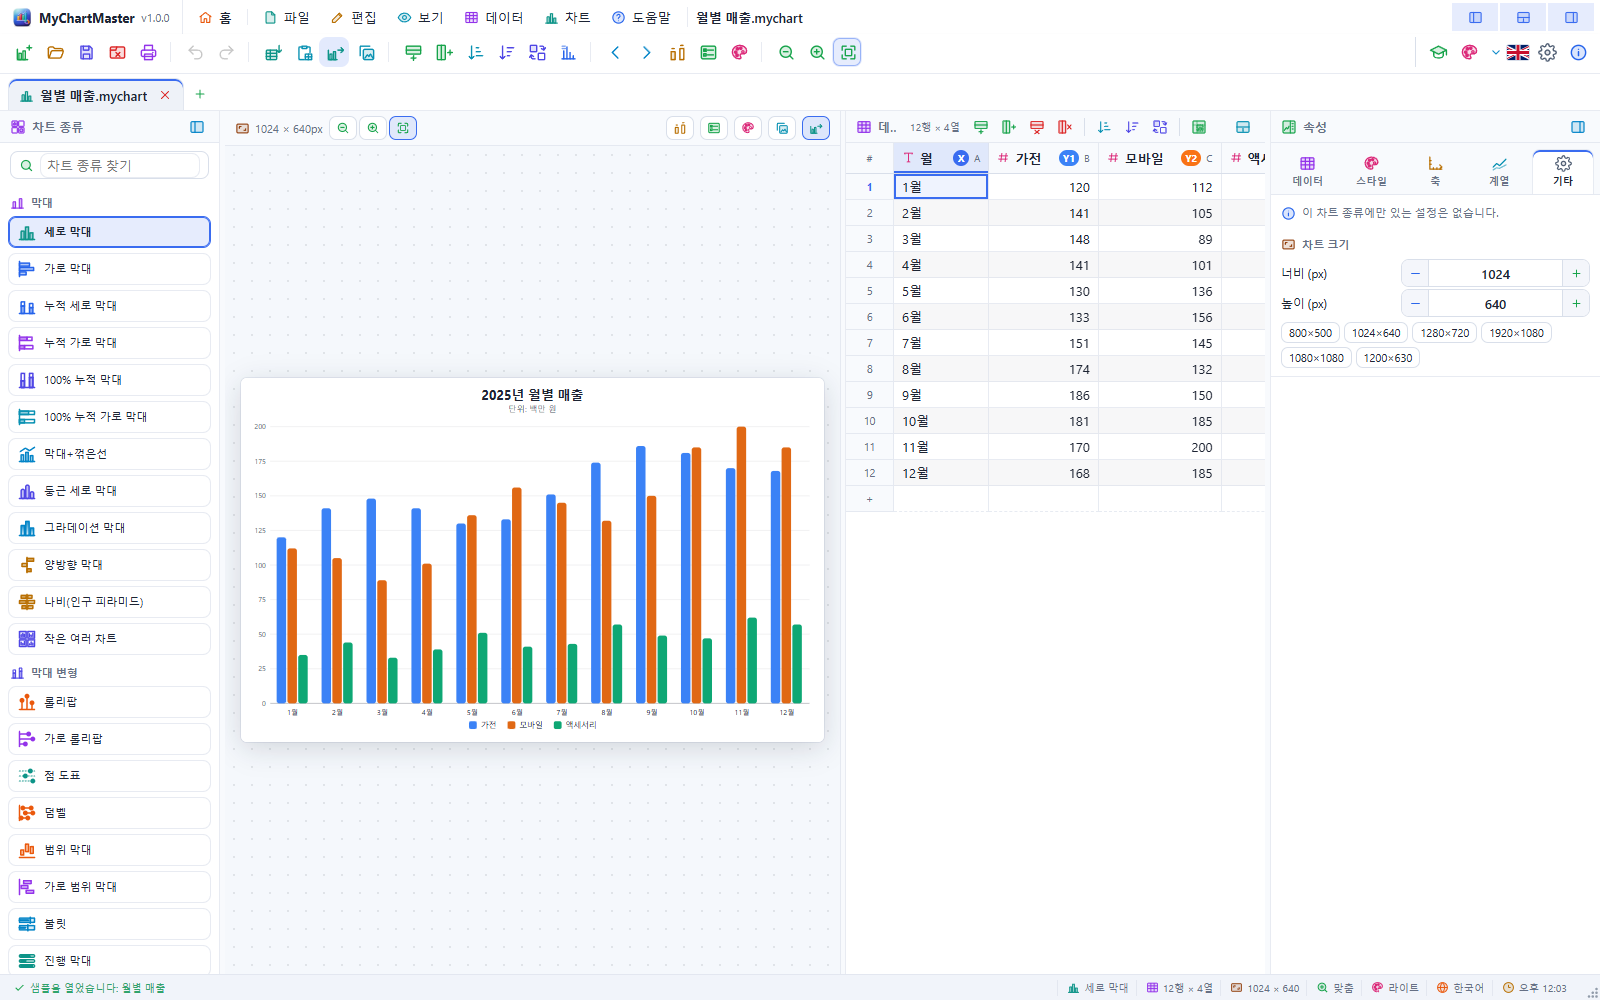 MyChartMaster v1.0.0 홈 파일 편집 보기 데이터 차트 도움말 월별 매출.mychart
월별 매출.mychart
차트 종류
차트 종류 찾기
막대
세로 막대
가로 막대
누적 세로 막대
누적 가로 막대
100% 누적 막대
100% 누적 가로 막대
막대+꺾은선
둥근 세로 막대
그라데이션 막대
양방향 막대
나비(인구 피라미드)
작은 여러 차트
막대 변형
롤리팝
가로 롤리팝
점 도표
덤벨
범위 막대
가로 범위 막대
불릿
진행 막대
1024 × 640px
2025년 월별 매출
단위: 백만 원
200
175
150
125
100
75
50
25
0
1월 2월 3월 4월 5월 6월 7월 8월 9월 10월 11월 12월
가전 모바일 액세서리
데.. 12행 × 4열
# 월 X A 가전 Y1 B 모바일 Y2 C
1 1월 120 112
2 2월 141 105
3 3월 148 89
4 4월 141 101
5 5월 130 136
6 6월 133 156
7 7월 151 145
8 8월 174 132
9 9월 186 150
10 10월 181 185
11 11월 170 200
12 12월 168 185
+
속성
데이터 스타일 축 계열 기타
이 차트 종류에만 있는 설정은 없습니다.
차트 크기
너비 (px) − 1024 +
높이 (px) − 640 +
800×500 1024×640 1280×720 1920×1080
1080×1080 1200×630
샘플을 열었습니다: 월별 매출
세로 막대 12행 × 4열 1024 × 640 맞춤 라이트 한국어 오후 12:03